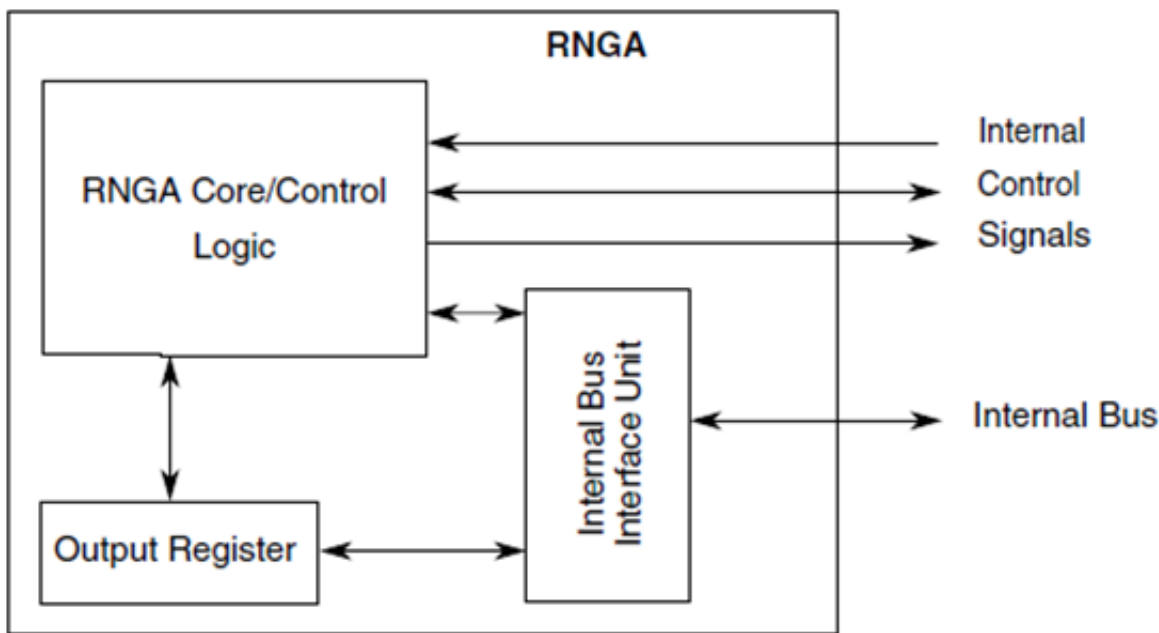 RNGA
RNGA Core/Control
Logic
Internal
Control
Signals
Internal Bus
Interface Unit
Internal Bus
Output Register